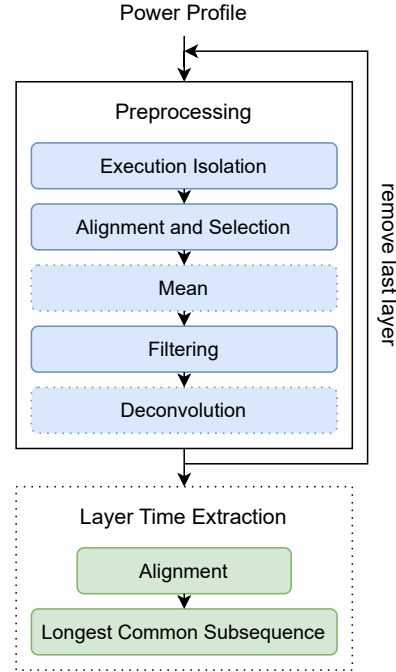 Power Profile
Preprocessing
Execution Isolation
Alignment and Selection
Mean
Filtering
Deconvolution
remove last layer
Layer Time Extraction
Alignment
Longest Common Subsequence